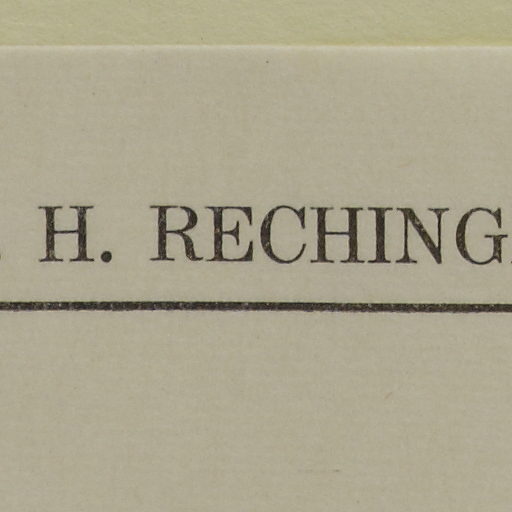 . H. RECHING